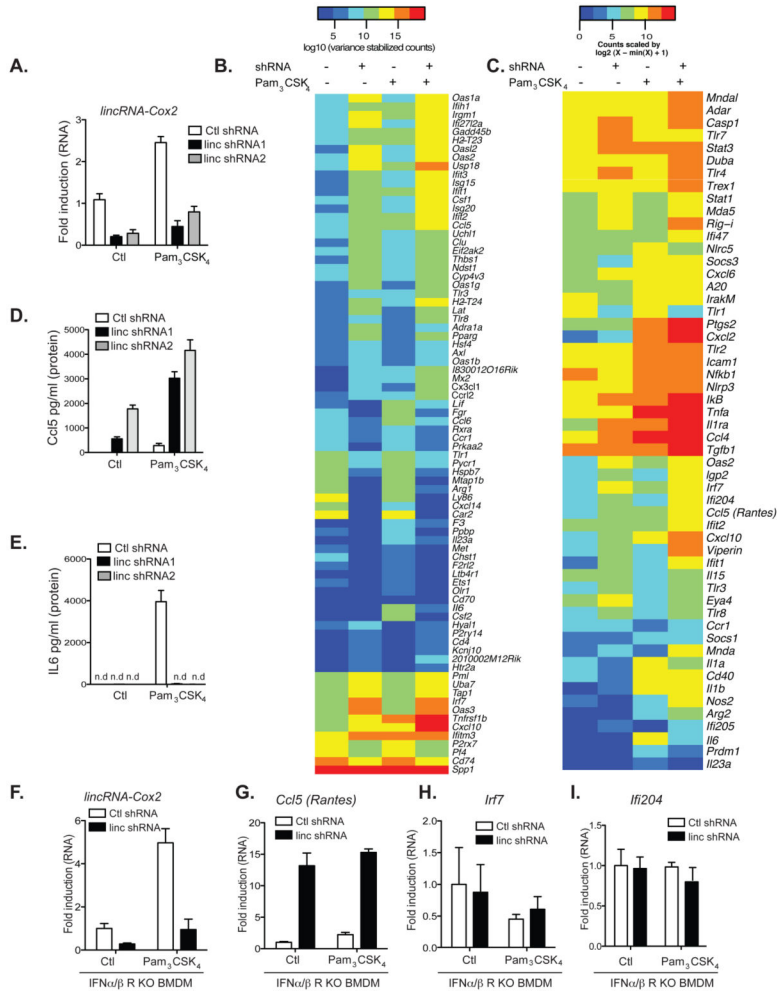 A.
lincRNA-Cox2
Fold induction (RNA)
3
2
1
0
Ctl shRNA
linc shRNA1
linc shRNA2
Ctl
Pam3CSK4
B.
5 10 15
log10 (variance stabilized counts)
shRNA - + - +
Pam3CSK4 - - + +
Oas1a
Ifih1
Irgm1
Ifi27l2a
Gadd45b
H2-T23
Oasl2
Oas2
Usp18
Ifit3
Isg15
Ifit1
Csf1
Isg20
Ifit2
Ccl5
Uchl1
Clu
Eif2ak2
Thbs1
Ndst1
Cyp4v3
Oas1g
Tlr3
H2-T24
Lat
Tlr8
Adra1a
Pparg
Hsf4
Axl
Oas1b
I830012O16Rik
Mx2
Cx3cl1
Ccrl2
Lif
Fgr
Ccl6
Rxra
Ccr1
Prkaa2
Tlr1
Pycr1
Hspb7
Mtap1b
Arg1
Ly86
Cxcl14
Car2
F3
Ppbp
Il23a
Met
Chst1
F2rl2
Ltb4r1
Ets1
Olr1
Cd70
Il6
Csf2
Hyal1
P2ry14
Cd4
Kcnj10
2010002M12Rik
Htr2a
Pml
Uba7
Tap1
Irf7
Oas3
Tnfrsf1b
Cxcl10
Ifitm3
P2rx7
Pf4
Cd74
Spp1
C.
0 5 10
Counts scaled by
log2 (X − min(X) + 1)
shRNA - + - +
Pam3CSK4 - - + +
Mndal
Adar
Casp1
Tlr7
Stat3
Duba
Tlr4
Trex1
Stat1
Mda5
Rig-i
Ifi47
Nlrc5
Socs3
Cxcl6
A20
IrakM
Tlr1
Ptgs2
Cxcl2
Tlr2
Icam1
Nfkb1
Nlrp3
IkB
Tnfa
Il1ra
Ccl4
Tgfb1
Oas2
Igp2
Irf7
Ifi204
Ccl5 (Rantes)
Ifit2
Cxcl10
Viperin
Ifit1
Il15
Tlr3
Eya4
Tlr8
Ccr1
Socs1
Mnda
Il1a
Cd40
Il1b
Nos2
Arg2
Ifi205
Il6
Prdm1
Il23a
D.
Ccl5 pg/ml (protein)
5000
4000
3000
2000
1000
0
Ctl shRNA
linc shRNA1
linc shRNA2
Ctl
Pam3CSK4
E.
IL6 pg/ml (protein)
6000
4000
2000
0
Ctl shRNA
linc shRNA1
linc shRNA2
n.d n.d n.d
n.d
Ctl
Pam3CSK4
F.
lincRNA-Cox2
Fold induction (RNA)
6
4
2
0
Ctl shRNA
linc shRNA
Ctl
Pam3CSK4
IFNα/β R KO BMDM
G.
Ccl5 (Rantes)
Fold induction (RNA)
20
15
10
5
0
Ctl shRNA
linc shRNA
Ctl
Pam3CSK4
IFNα/β R KO BMDM
H.
Irf7
Fold induction (RNA)
2.0
1.5
1.0
0.5
0.0
Ctl shRNA
linc shRNA
Ctl
Pam3CSK4
IFNα/β R KO BMDM
I.
Ifi204
Fold induction (RNA)
1.5
1.0
0.5
0.0
Ctl shRNA
linc shRNA
Ctl
Pam3CSK4
IFNα/β R KO BMDM